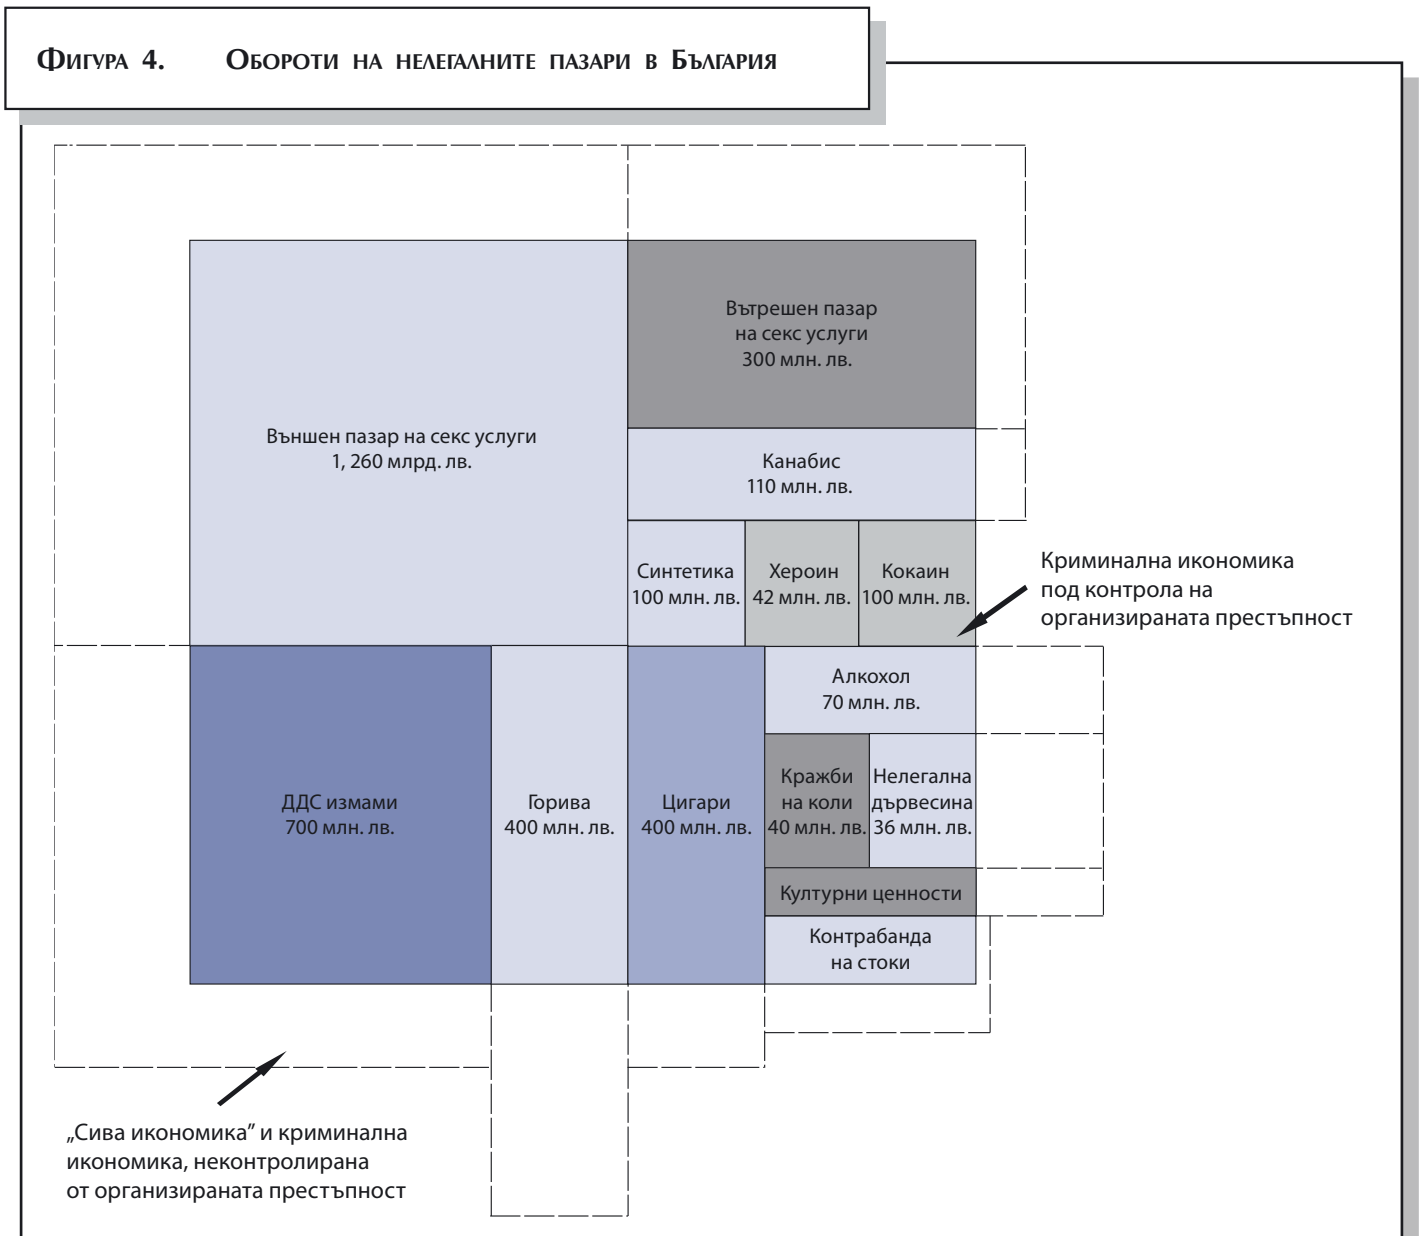 Фигура 4. Обороти на нелегалните пазари в България
Вътрешен пазар
на секс услуги
300 млн. лв.
Външен пазар на секс услуги
1, 260 млрд. лв.
Канабис
110 млн. лв.
Синтетика
100 млн. лв.
Хероин
42 млн. лв.
Кокаин
100 млн. лв.
Криминална икономика
под контрола на
организираната престъпност
Алкохол
70 млн. лв.
ДДС измами
700 млн. лв.
Горива
400 млн. лв.
Цигари
400 млн. лв.
Кражби
на коли
40 млн. лв.
Нелегална
дървесина
36 млн. лв.
Културни ценности
Контрабанда
на стоки
„Сива икономика” и криминална
икономика, неконтролирана
от организираната престъпност